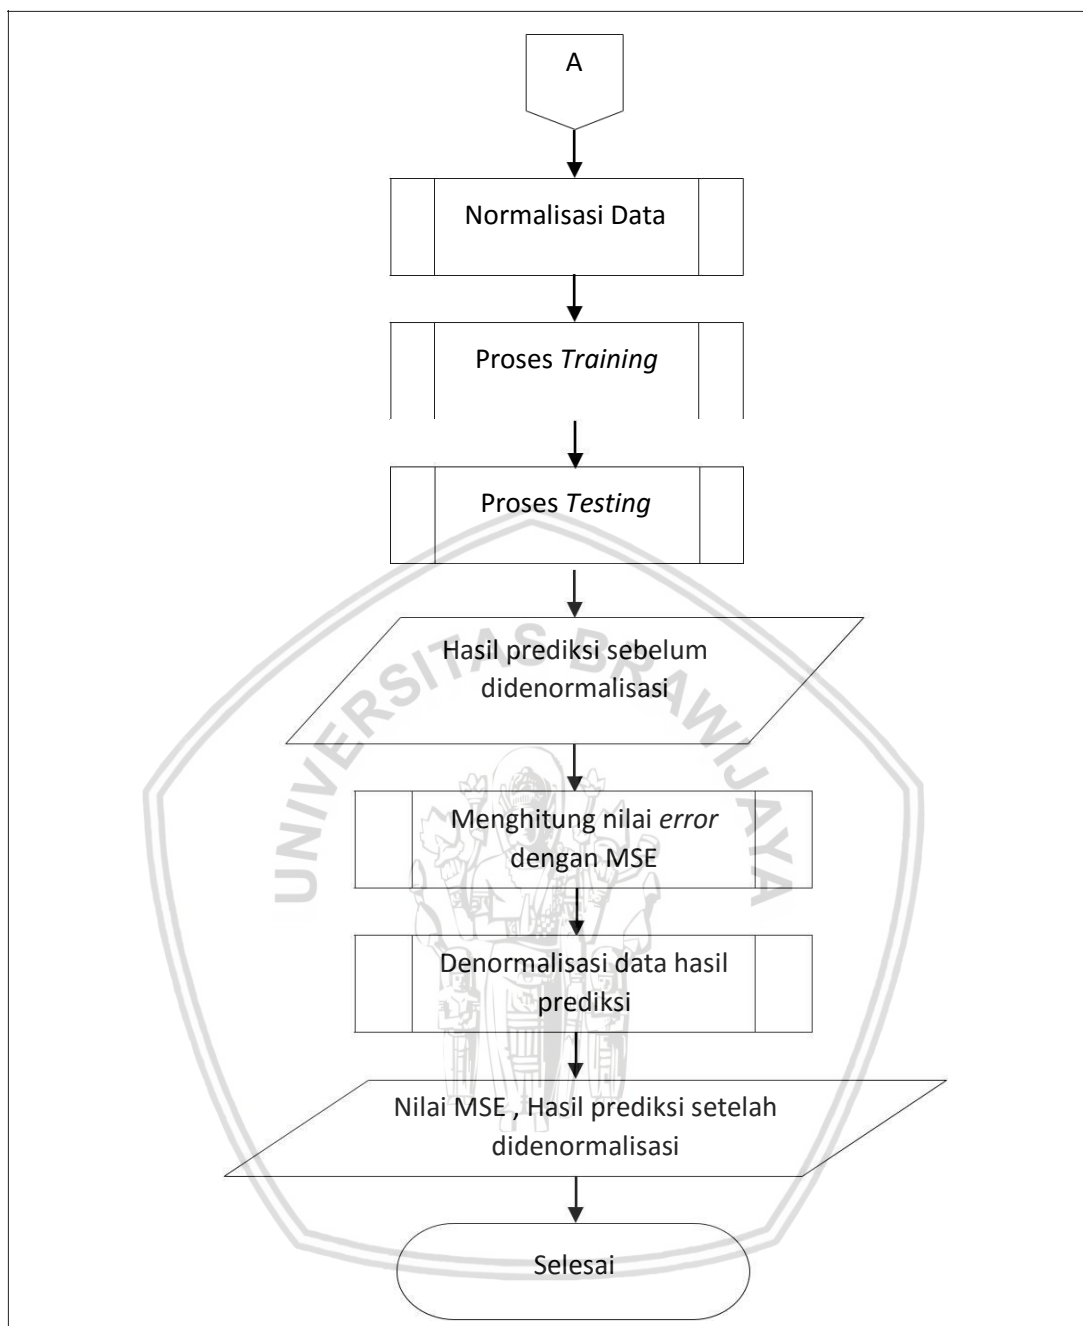 A
Normalisasi Data
Proses Training
Proses Testing
Hasil prediksi sebelum
didenormalisasi
UNIVERSITAS BRAWIJAYA
Menghitung nilai error
dengan MSE
Denormalisasi data hasil
prediksi
Nilai MSE , Hasil prediksi setelah
didenormalisasi
Selesai